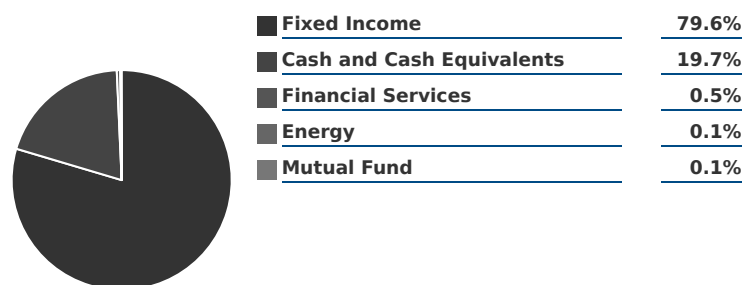 Fixed Income 79.6%
Cash and Cash Equivalents 19.7%
Financial Services 0.5%
Energy 0.1%
Mutual Fund 0.1%